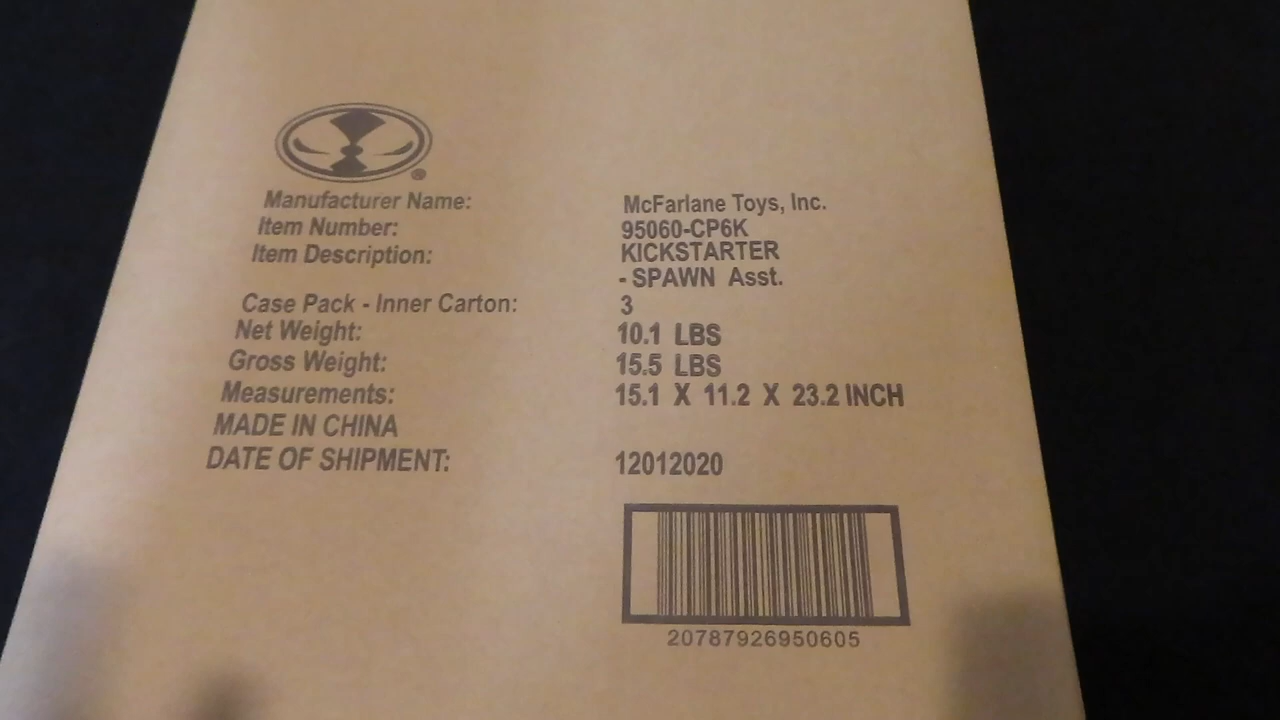 Manufacturer Name: McFarlane Toys, Inc.
Item Number: 95060-CP6K
Item Description: KICKSTARTER
- SPAWN Asst.
Case Pack - Inner Carton: 3
Net Weight: 10.1 LBS
Gross Weight: 15.5 LBS
Measurements: 15.1 X 11.2 X 23.2 INCH
MADE IN CHINA
DATE OF SHIPMENT: 12012020
20787926950605